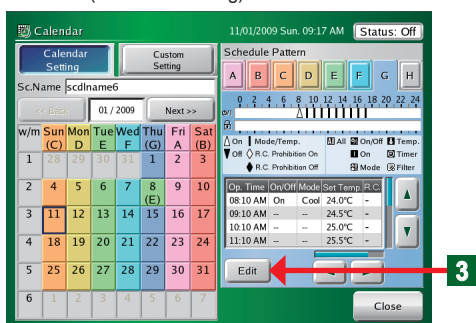 Calendar
11/01/2009 Sun. 09:17 AM Status: Off
Calendar Setting
Custom Setting
Sc.Name scdlname6
<< Back 01 / 2009 Next >>
w/m Sun (C) Mon D Tue E Wed F Thu (G) Fri A Sat (B)
1 28 29 30 31 1 2 3
2 4 5 6 7 8 (E) 9 10
3 11 12 13 14 15 16 17
4 18 19 20 21 22 23 24
5 25 26 27 28 29 30 31
6 1 2 3 4 5 6 7
Schedule Pattern
A B C D E F G H
0 2 4 6 8 10 12 14 16 18 20 22 24
On Mode/Temp. All On/Off Temp.
Off R.C. Prohibition On On Timer
R.C. Prohibition Off Mode Filter
Op. Time On/Off Mode Set Temp. R.C.
08:10 AM On Cool 24.0°C -
09:10 AM -- -- 24.5°C -
10:10 AM -- -- 25.0°C -
11:10 AM -- -- 25.5°C -
Edit
3
Close